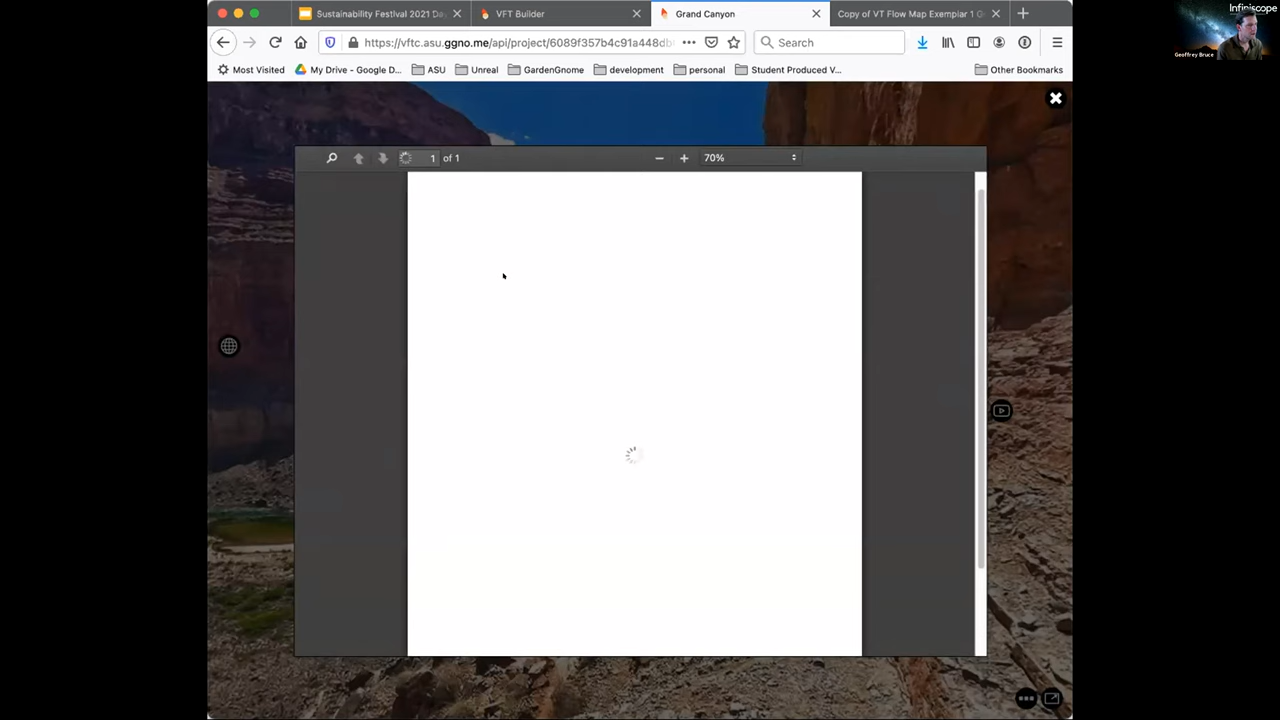 Sustainability Festival 2021 Da
VFT Builder
Grand Canyon
Copy of VT Flow Map Exemplar 1 O
https://vftc.asu.ggno.me/api/project/6089f357b4c91a448db
Search
Most Visited
My Drive - Google D...
ASU
Unreal
GardenGnome
development
personal
Student Produced V...
Other Bookmarks
1 of 1
70%
Infiniscope
Geoffrey Bruce